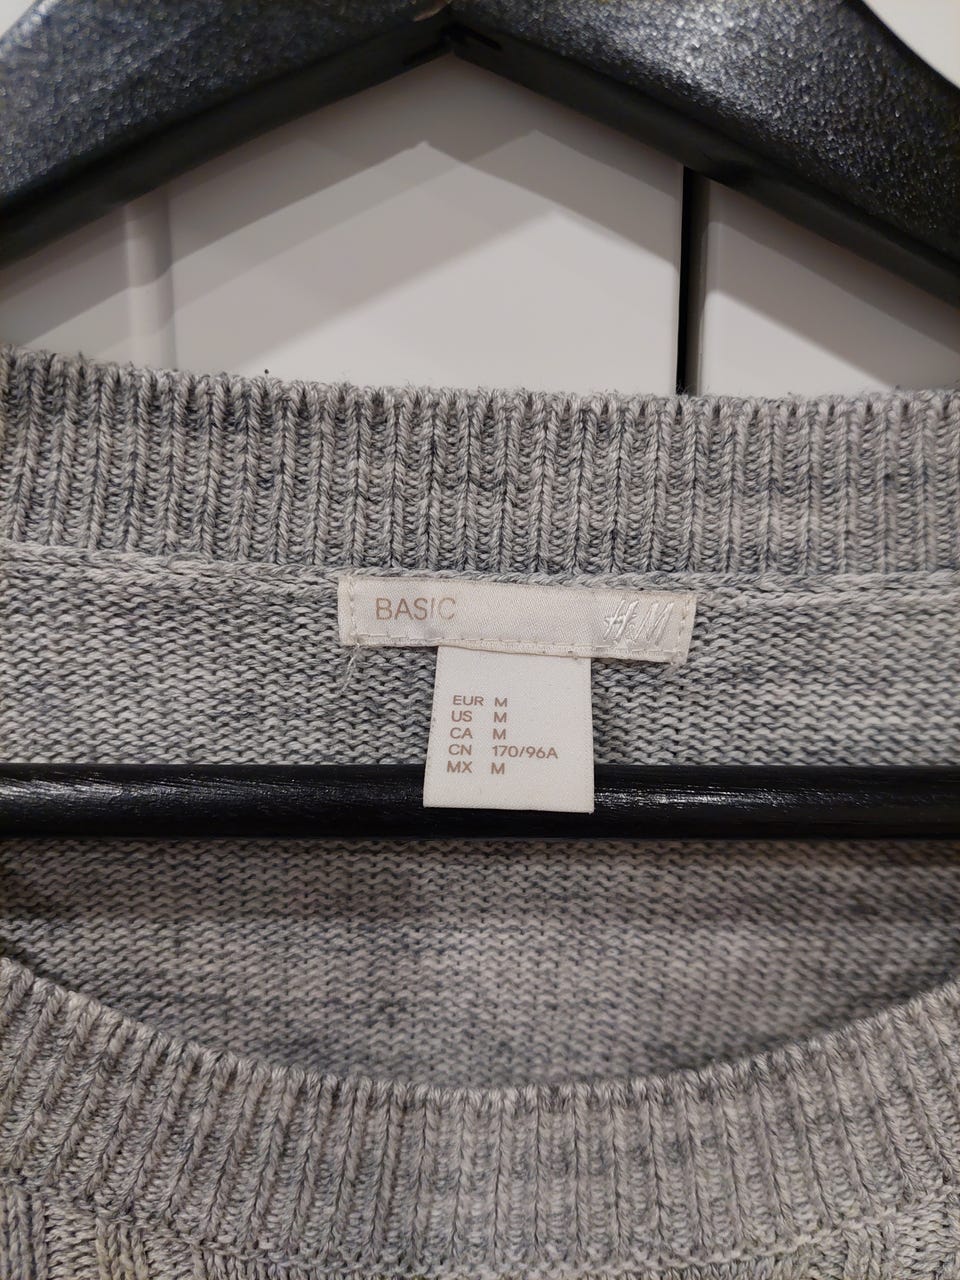 BASIC H&M
EUR M
US M
CA M
CN 170/96A
MX M